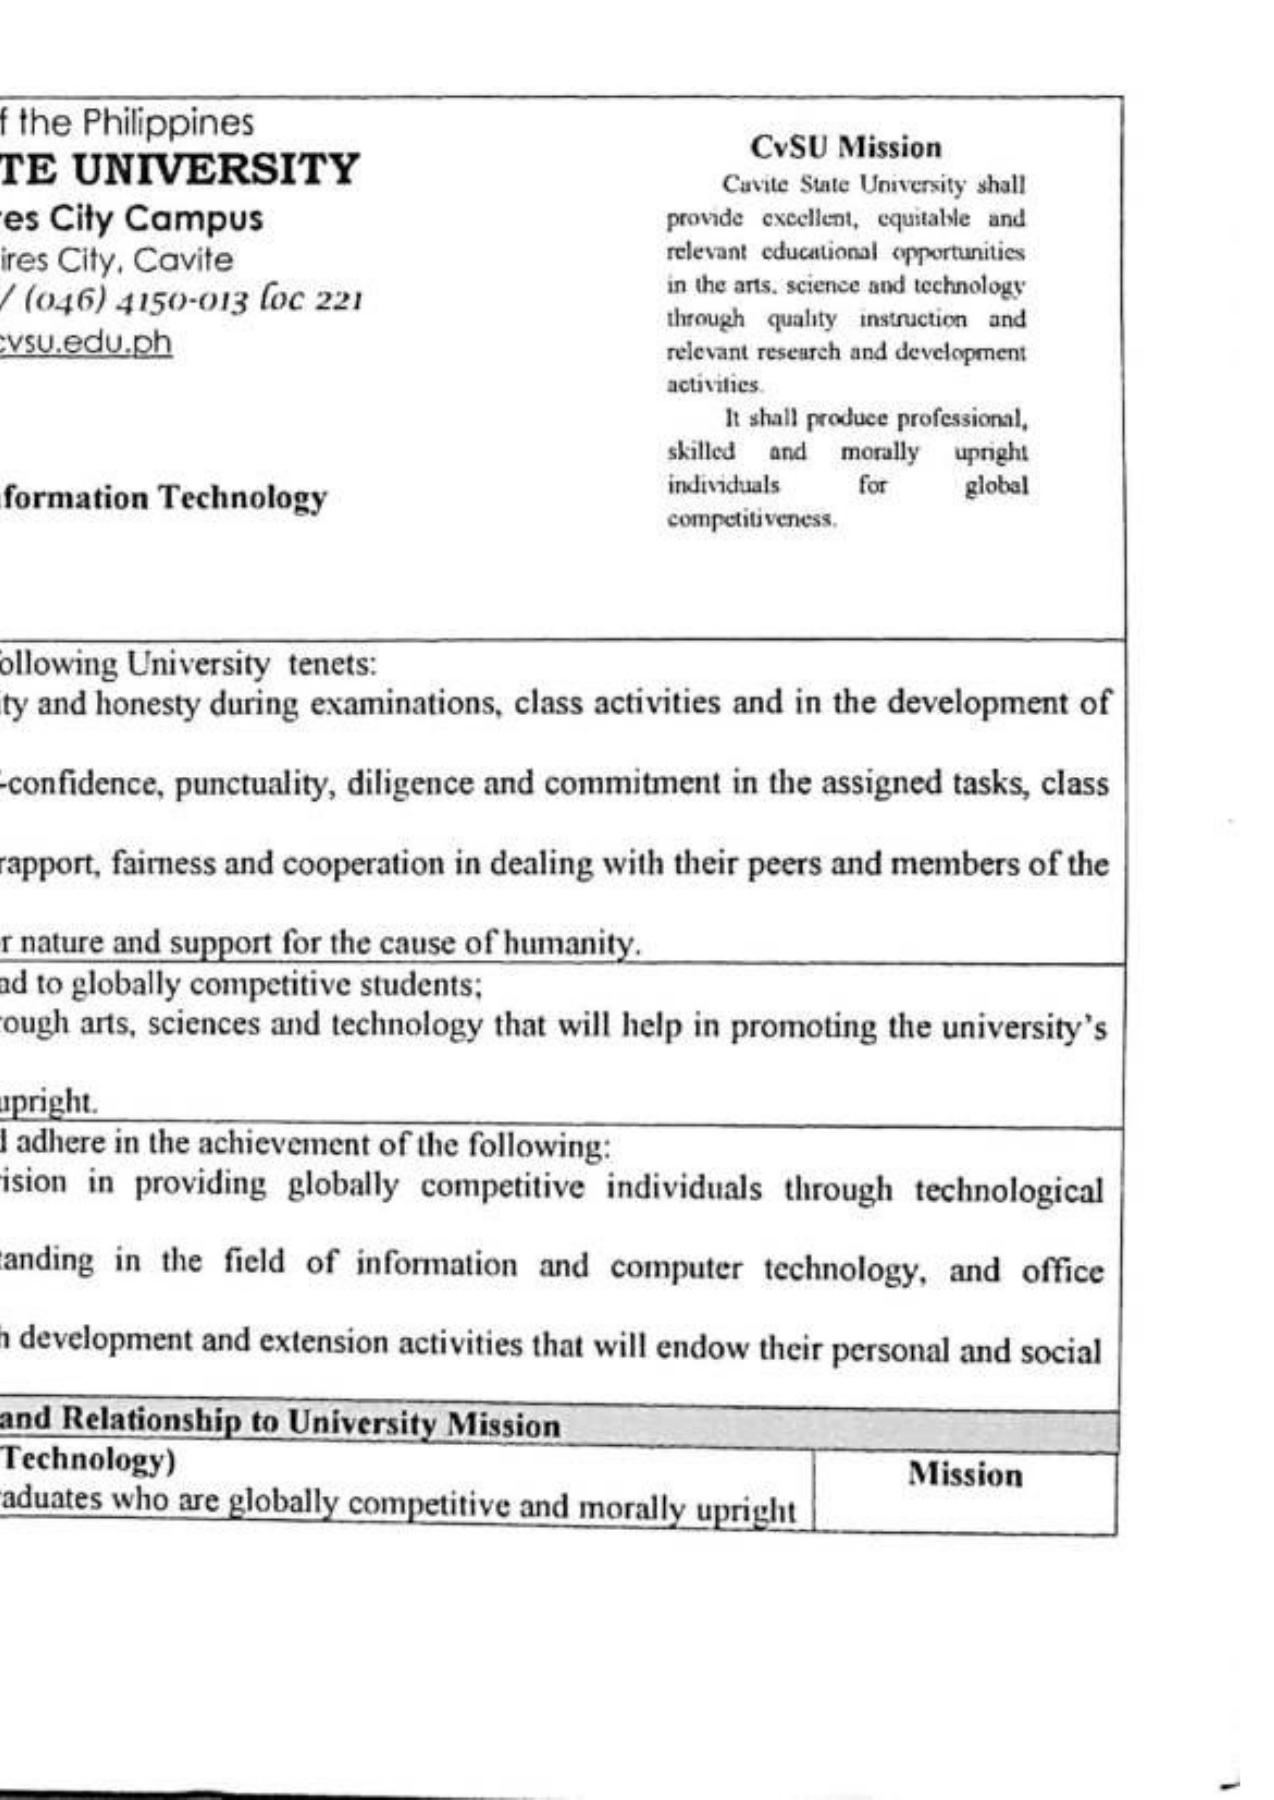 f the Philippines
TE UNIVERSITY
res City Campus
ires City, Cavite
/ (046) 4150-013 loc 221
cvsu.edu.ph
nformation Technology
CvSU Mission
Cavite State University shall
provide excellent, equitable and
relevant educational opportunities
in the arts, science and technology
through quality instruction and
relevant research and development
activities.
It shall produce professional,
skilled and morally upright
individuals for global
competitiveness.
ollowing University tenets:
ity and honesty during examinations, class activities and in the development of
-confidence, punctuality, diligence and commitment in the assigned tasks, class
rapport, fairness and cooperation in dealing with their peers and members of the
r nature and support for the cause of humanity.
ad to globally competitive students;
rough arts, sciences and technology that will help in promoting the university's
upright.
l adhere in the achievement of the following:
ision in providing globally competitive individuals through technological
tanding in the field of information and computer technology, and office
h development and extension activities that will endow their personal and social
and Relationship to University Mission
Technology)
raduates who are globally competitive and morally upright
Mission